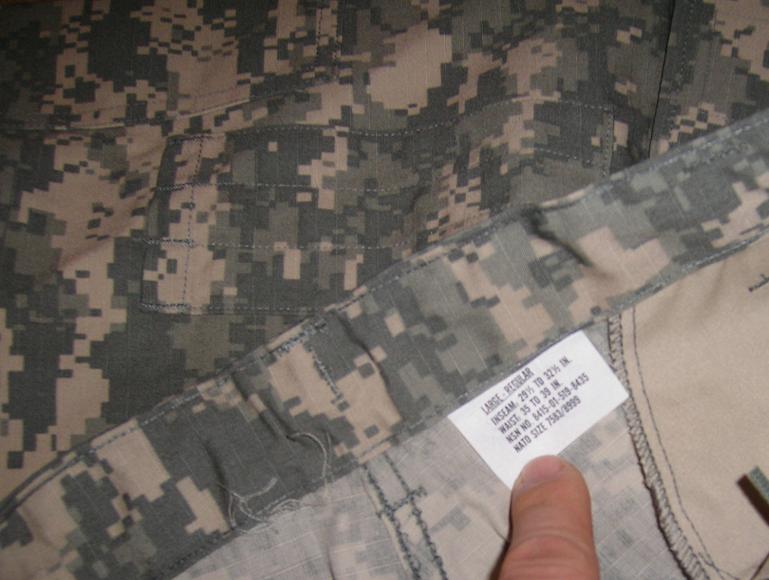 LARGE-REGULAR
INSEAM: 29½ TO 32½ IN.
WAIST: 35 TO 39 IN.
NSN NO. 8415-01-519-8435
NATO SIZE 7583/8999